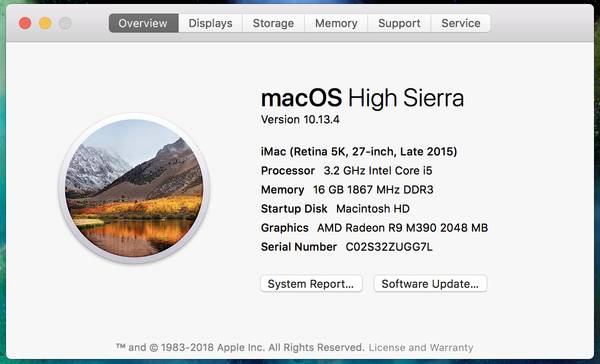 Overview Displays Storage Memory Support Service
macOS High Sierra
Version 10.13.4
iMac (Retina 5K, 27-inch, Late 2015)
Processor 3.2 GHz Intel Core i5
Memory 16 GB 1867 MHz DDR3
Startup Disk Macintosh HD
Graphics AMD Radeon R9 M390 2048 MB
Serial Number C02S32ZUGG7L
System Report... Software Update...
™ and © 1983-2018 Apple Inc. All Rights Reserved. License and Warranty